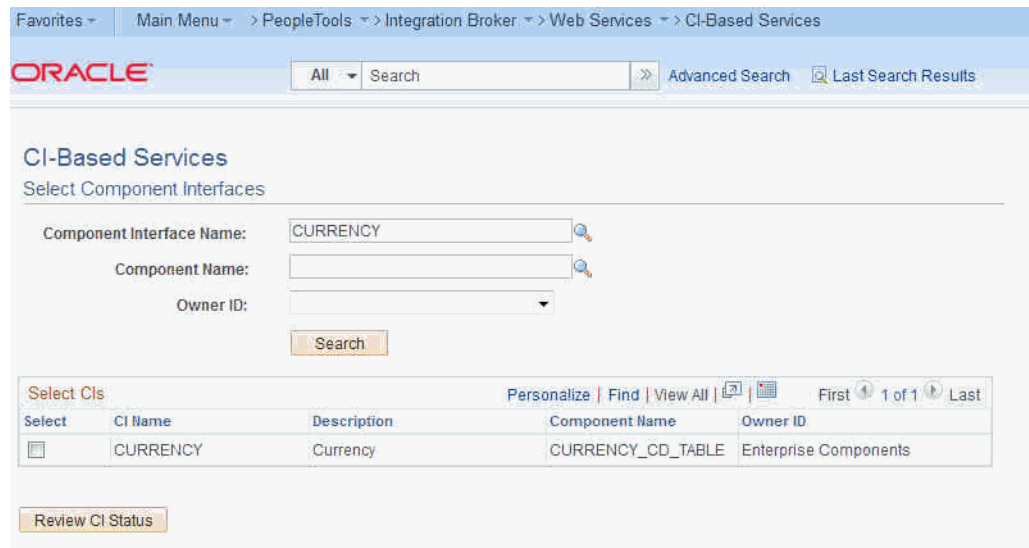 Favorites Main Menu > PeopleTools > Integration Broker > Web Services > CI-Based Services
ORACLE All Search Advanced Search Last Search Results
CI-Based Services
Select Component Interfaces
Component Interface Name: CURRENCY
Component Name:
Owner ID:
Search
Select CIs Personalize | Find | View All | | First 1 of 1 Last
Select CI Name Description Component Name Owner ID
CURRENCY Currency CURRENCY_CD_TABLE Enterprise Components
Review CI Status